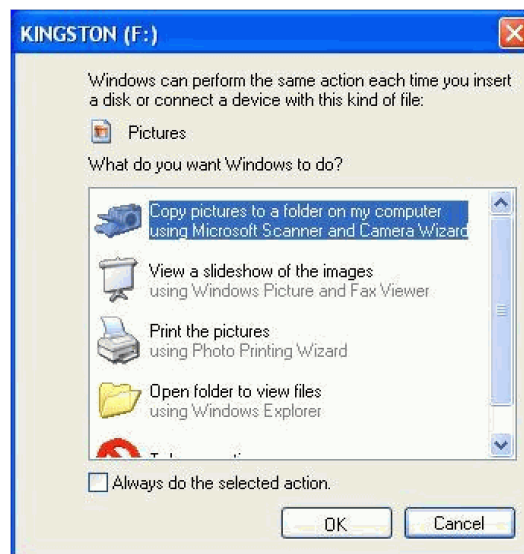 KINGSTON (F:)
Windows can perform the same action each time you insert
a disk or connect a device with this kind of file:
Pictures
What do you want Windows to do?
Copy pictures to a folder on my computer
using Microsoft Scanner and Camera Wizard
View a slideshow of the images
using Windows Picture and Fax Viewer
Print the pictures
using Photo Printing Wizard
Open folder to view files
using Windows Explorer
Always do the selected action.
OK
Cancel